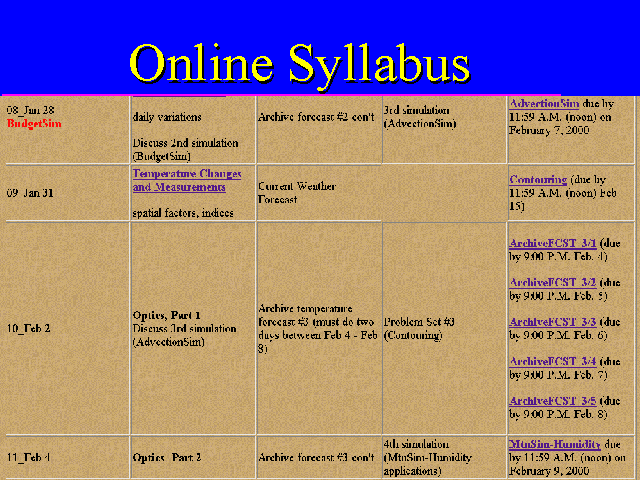 Online Syllabus
08_Jan 28
BudgetSim
daily variations
Discuss 2nd simulation
(BudgetSim)
Archive forecast #2 con't
3rd simulation
(AdvectionSim)
AdvectionSim due by
11:59 A.M. (noon) on
February 7, 2000
09_Jan 31
Temperature Changes
and Measurements
spatial factors, indices
Current Weather
Forecast
Contouring (due by
11:59 A.M. (noon) Feb
15)
10_Feb 2
Optics, Part 1
Discuss 3rd simulation
(AdvectionSim)
Archive temperature
forecast #3 (must do two
days between Feb 4 - Feb
8)
Problem Set #3
(Contouring)
ArchiveFCST_3/1 (due
by 9:00 P.M. Feb. 4)
ArchiveFCST_3/2 (due
by 9:00 P.M. Feb. 5)
ArchiveFCST_3/3 (due
by 9:00 P.M. Feb. 6)
ArchiveFCST_3/4 (due
by 9:00 P.M. Feb. 7)
ArchiveFCST_3/5 (due
by 9:00 P.M. Feb. 8)
11_Feb 4
Optics, Part 2
Archive forecast #3 con't
4th simulation
(MtnSim-Humidity
applications)
MtnSim-Humidity due
by 11:59 A.M. (noon) on
February 9, 2000